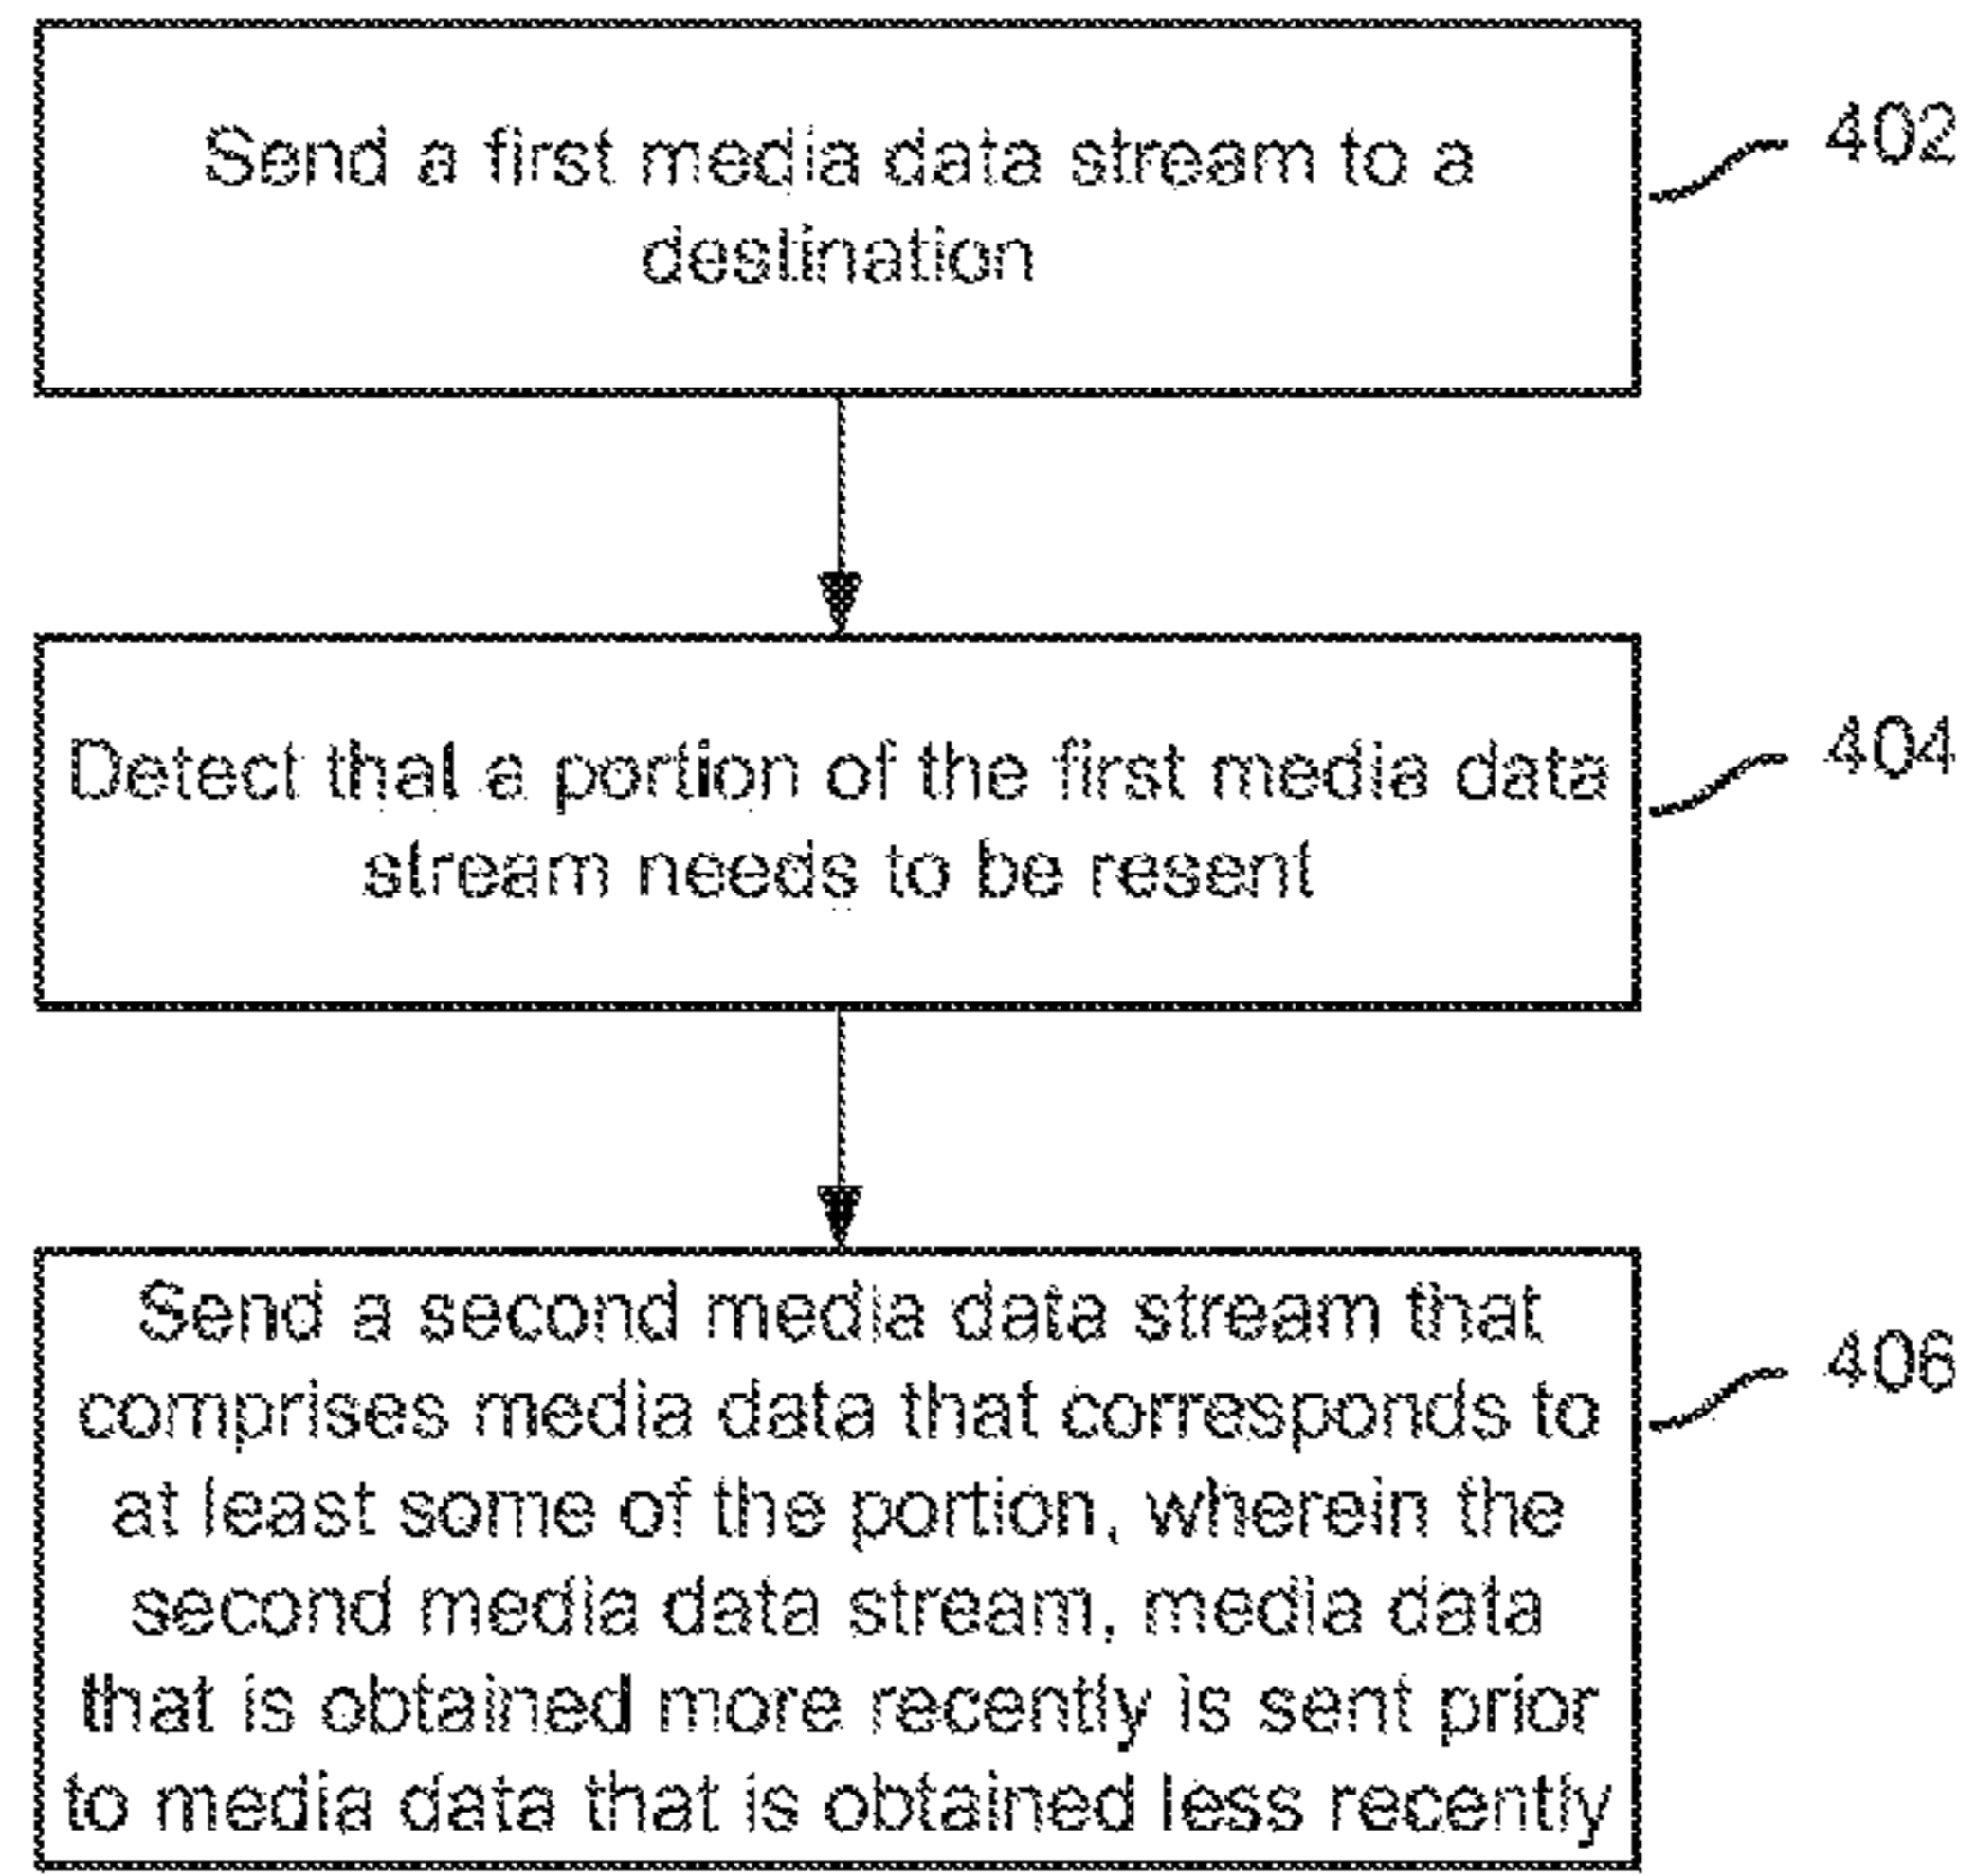 Send a first media data stream to a
destination
402
Detect that a portion of the first media data
stream needs to be resent
404
Send a second media data stream that
comprises media data that corresponds to
at least some of the portion, wherein the
second media data stream, media data
that is obtained more recently is sent prior
to media data that is obtained less recently
406